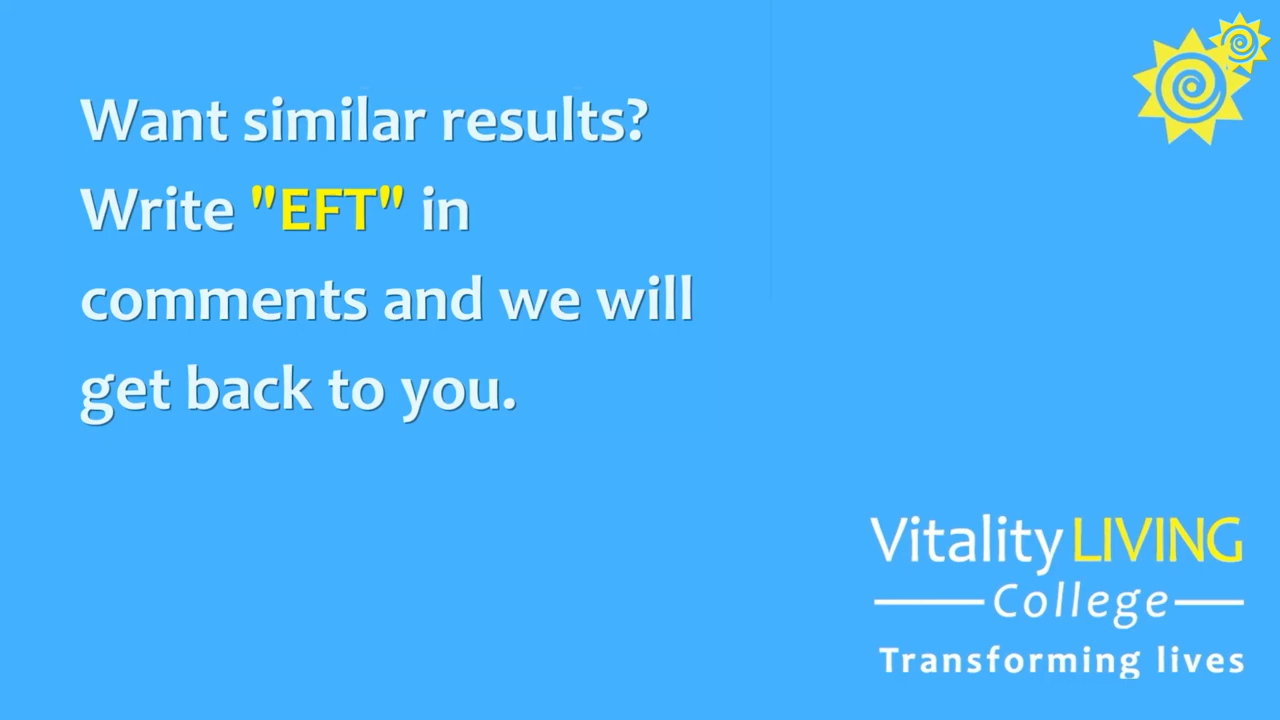 Want similar results?
Write "EFT" in
comments and we will
get back to you.
Vitality LIVING
College
Transforming lives